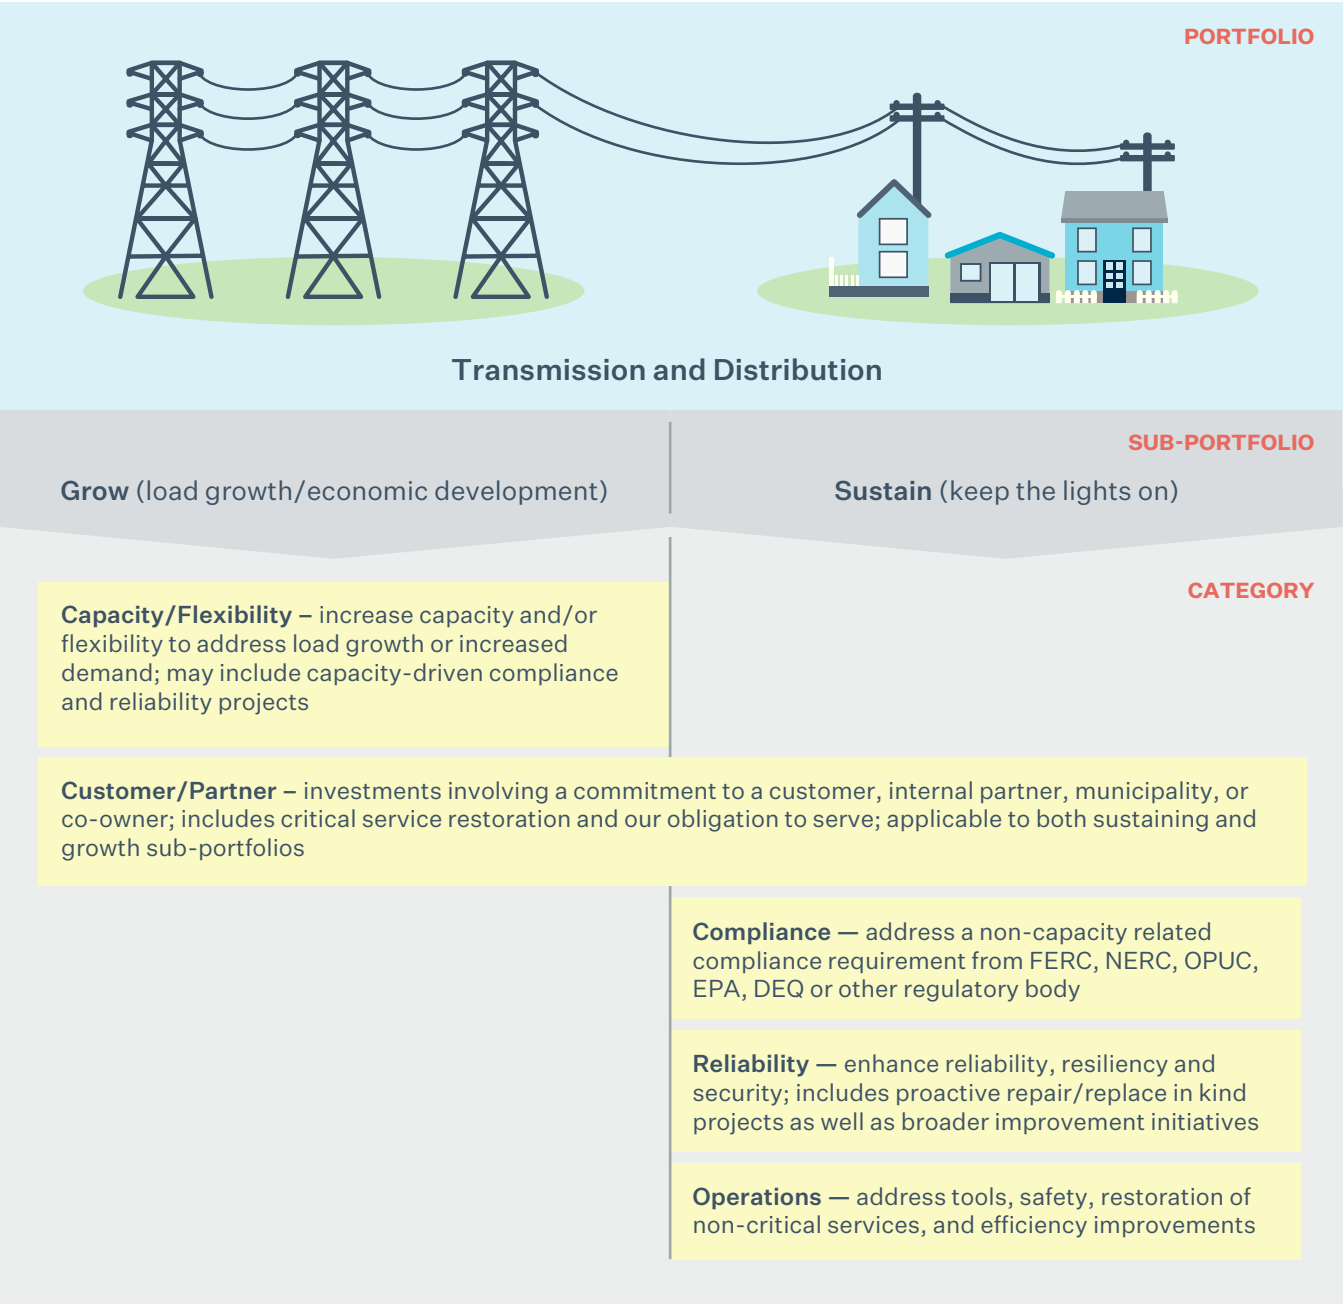 PORTFOLIO
Transmission and Distribution
SUB-PORTFOLIO
Grow (load growth/economic development)
Sustain (keep the lights on)
CATEGORY
Capacity/Flexibility – increase capacity and/or
flexibility to address load growth or increased
demand; may include capacity-driven compliance
and reliability projects
Customer/Partner – investments involving a commitment to a customer, internal partner, municipality, or
co-owner; includes critical service restoration and our obligation to serve; applicable to both sustaining and
growth sub-portfolios
Compliance — address a non-capacity related
compliance requirement from FERC, NERC, OPUC,
EPA, DEQ or other regulatory body
Reliability — enhance reliability, resiliency and
security; includes proactive repair/replace in kind
projects as well as broader improvement initiatives
Operations — address tools, safety, restoration of
non-critical services, and efficiency improvements